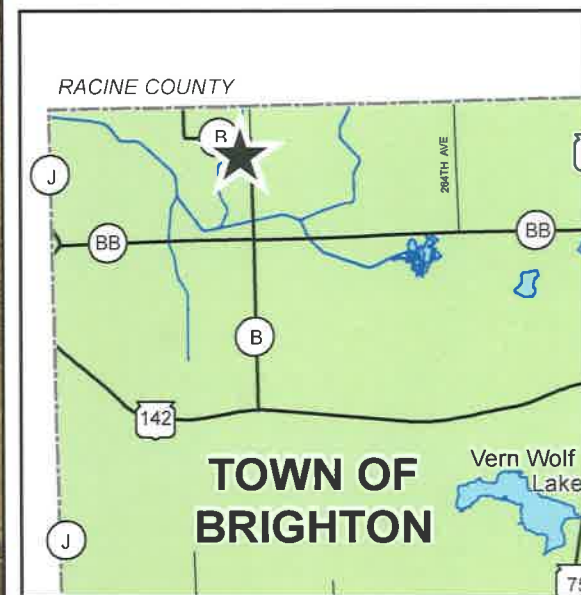 RACINE COUNTY
B
J
264TH AVE
BB
BB
B
142
TOWN OF
BRIGHTON
Vern Wolf
Lake
J
75